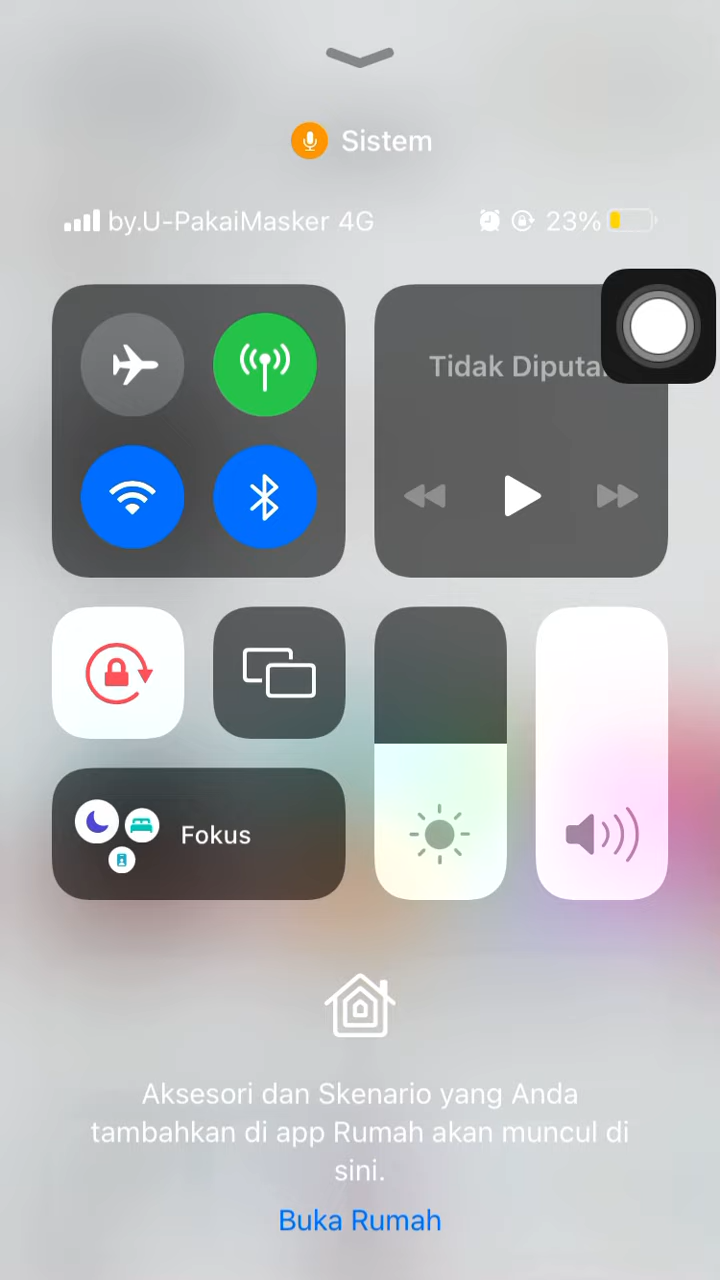 Sistem
by.U-PakaiMasker 4G
23%
Tidak Diputar
Fokus
Aksesori dan Skenario yang Anda
tambahkan di app Rumah akan muncul di
sini.
Buka Rumah